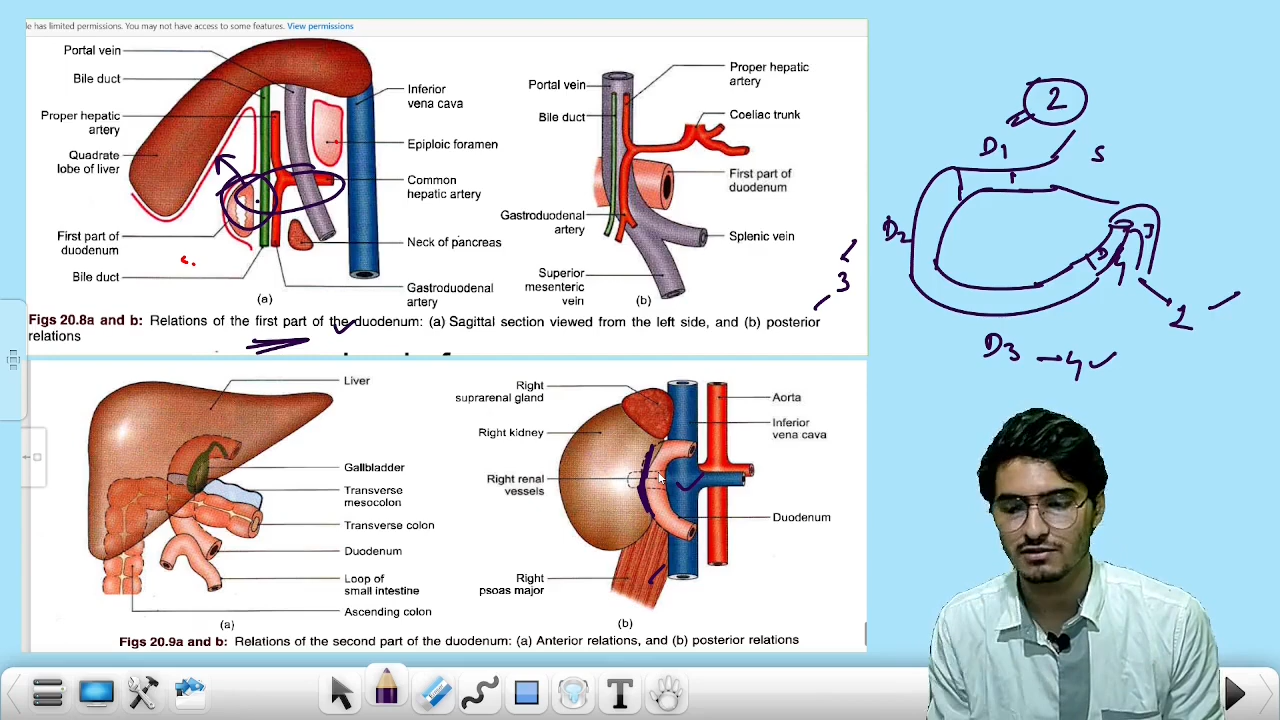 le has limited permissions. You may not have access to some features. View permissions
Portal vein
Bile duct
Proper hepatic
artery
Quadrate
lobe of liver
First part of
duodenum
Bile duct
Inferior
vena cava
Epiploic foramen
Common
hepatic artery
Neck of pancreas
Gastroduodenal
artery
(a)
Portal vein
Bile duct
Gastroduodenal
artery
Superior
mesenteric
vein
Proper hepatic
artery
Coeliac trunk
First part of
duodenum
Splenic vein
(b)
Figs 20.8a and b: Relations of the first part of the duodenum: (a) Sagittal section viewed from the left side, and (b) posterior
relations
Liver
Gallbladder
Transverse
mesocolon
Transverse colon
Duodenum
Loop of
small intestine
Ascending colon
(a)
Right
suprarenal gland
Right kidney
Right renal
vessels
Right
psoas major
Aorta
Inferior
vena cava
Duodenum
(b)
Figs 20.9a and b: Relations of the second part of the duodenum: (a) Anterior relations, and (b) posterior relations
2
D1
S
D2
3
D3 → 4
T